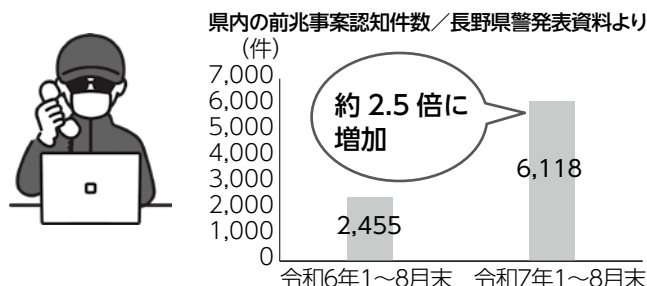 県内の前兆事案認知件数／長野県警発表資料より
(件)
7,000
6,000
5,000
4,000
3,000
2,000
1,000
0
約 2.5 倍に
増加
2,455
6,118
令和6年1～8月末
令和7年1～8月末